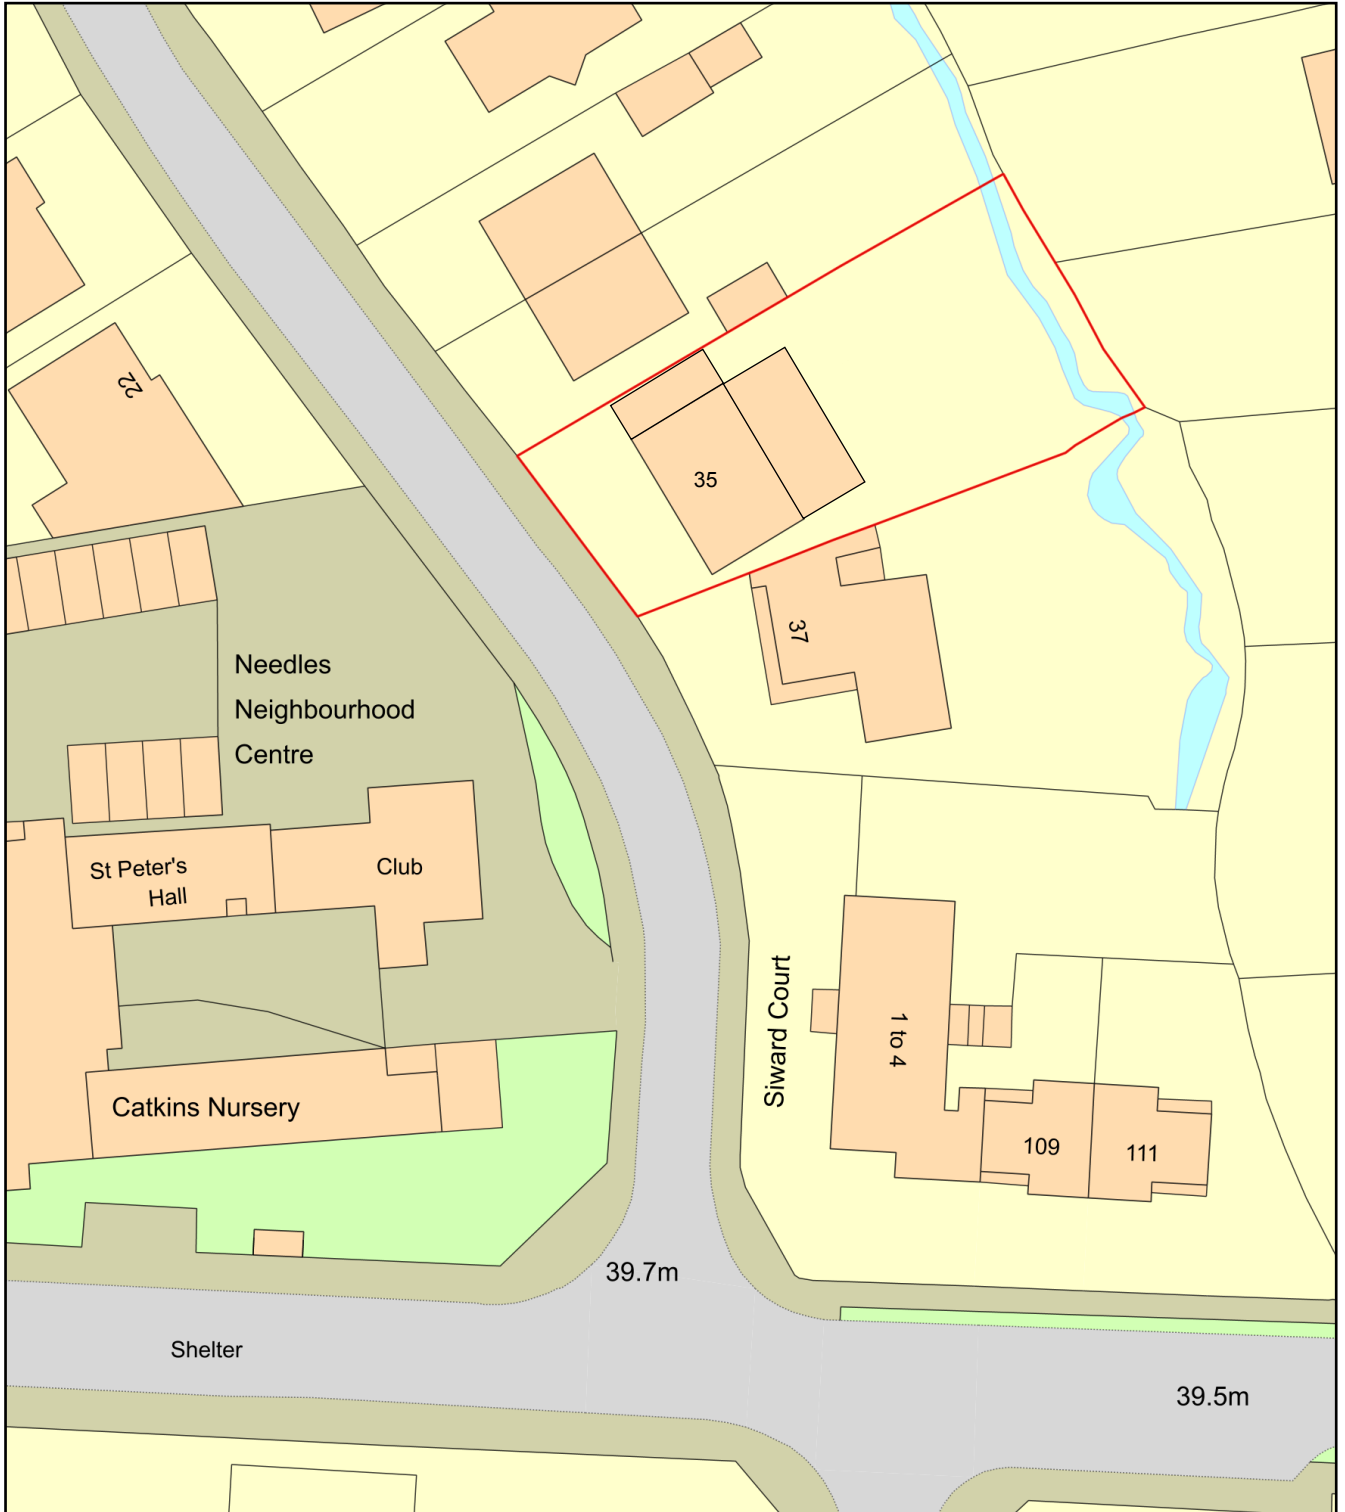 22
35
37
Needles
Neighbourhood
Centre
St Peter's
Hall
Club
Siward Court
1 to 4
Catkins Nursery
109
111
39.7m
Shelter
39.5m